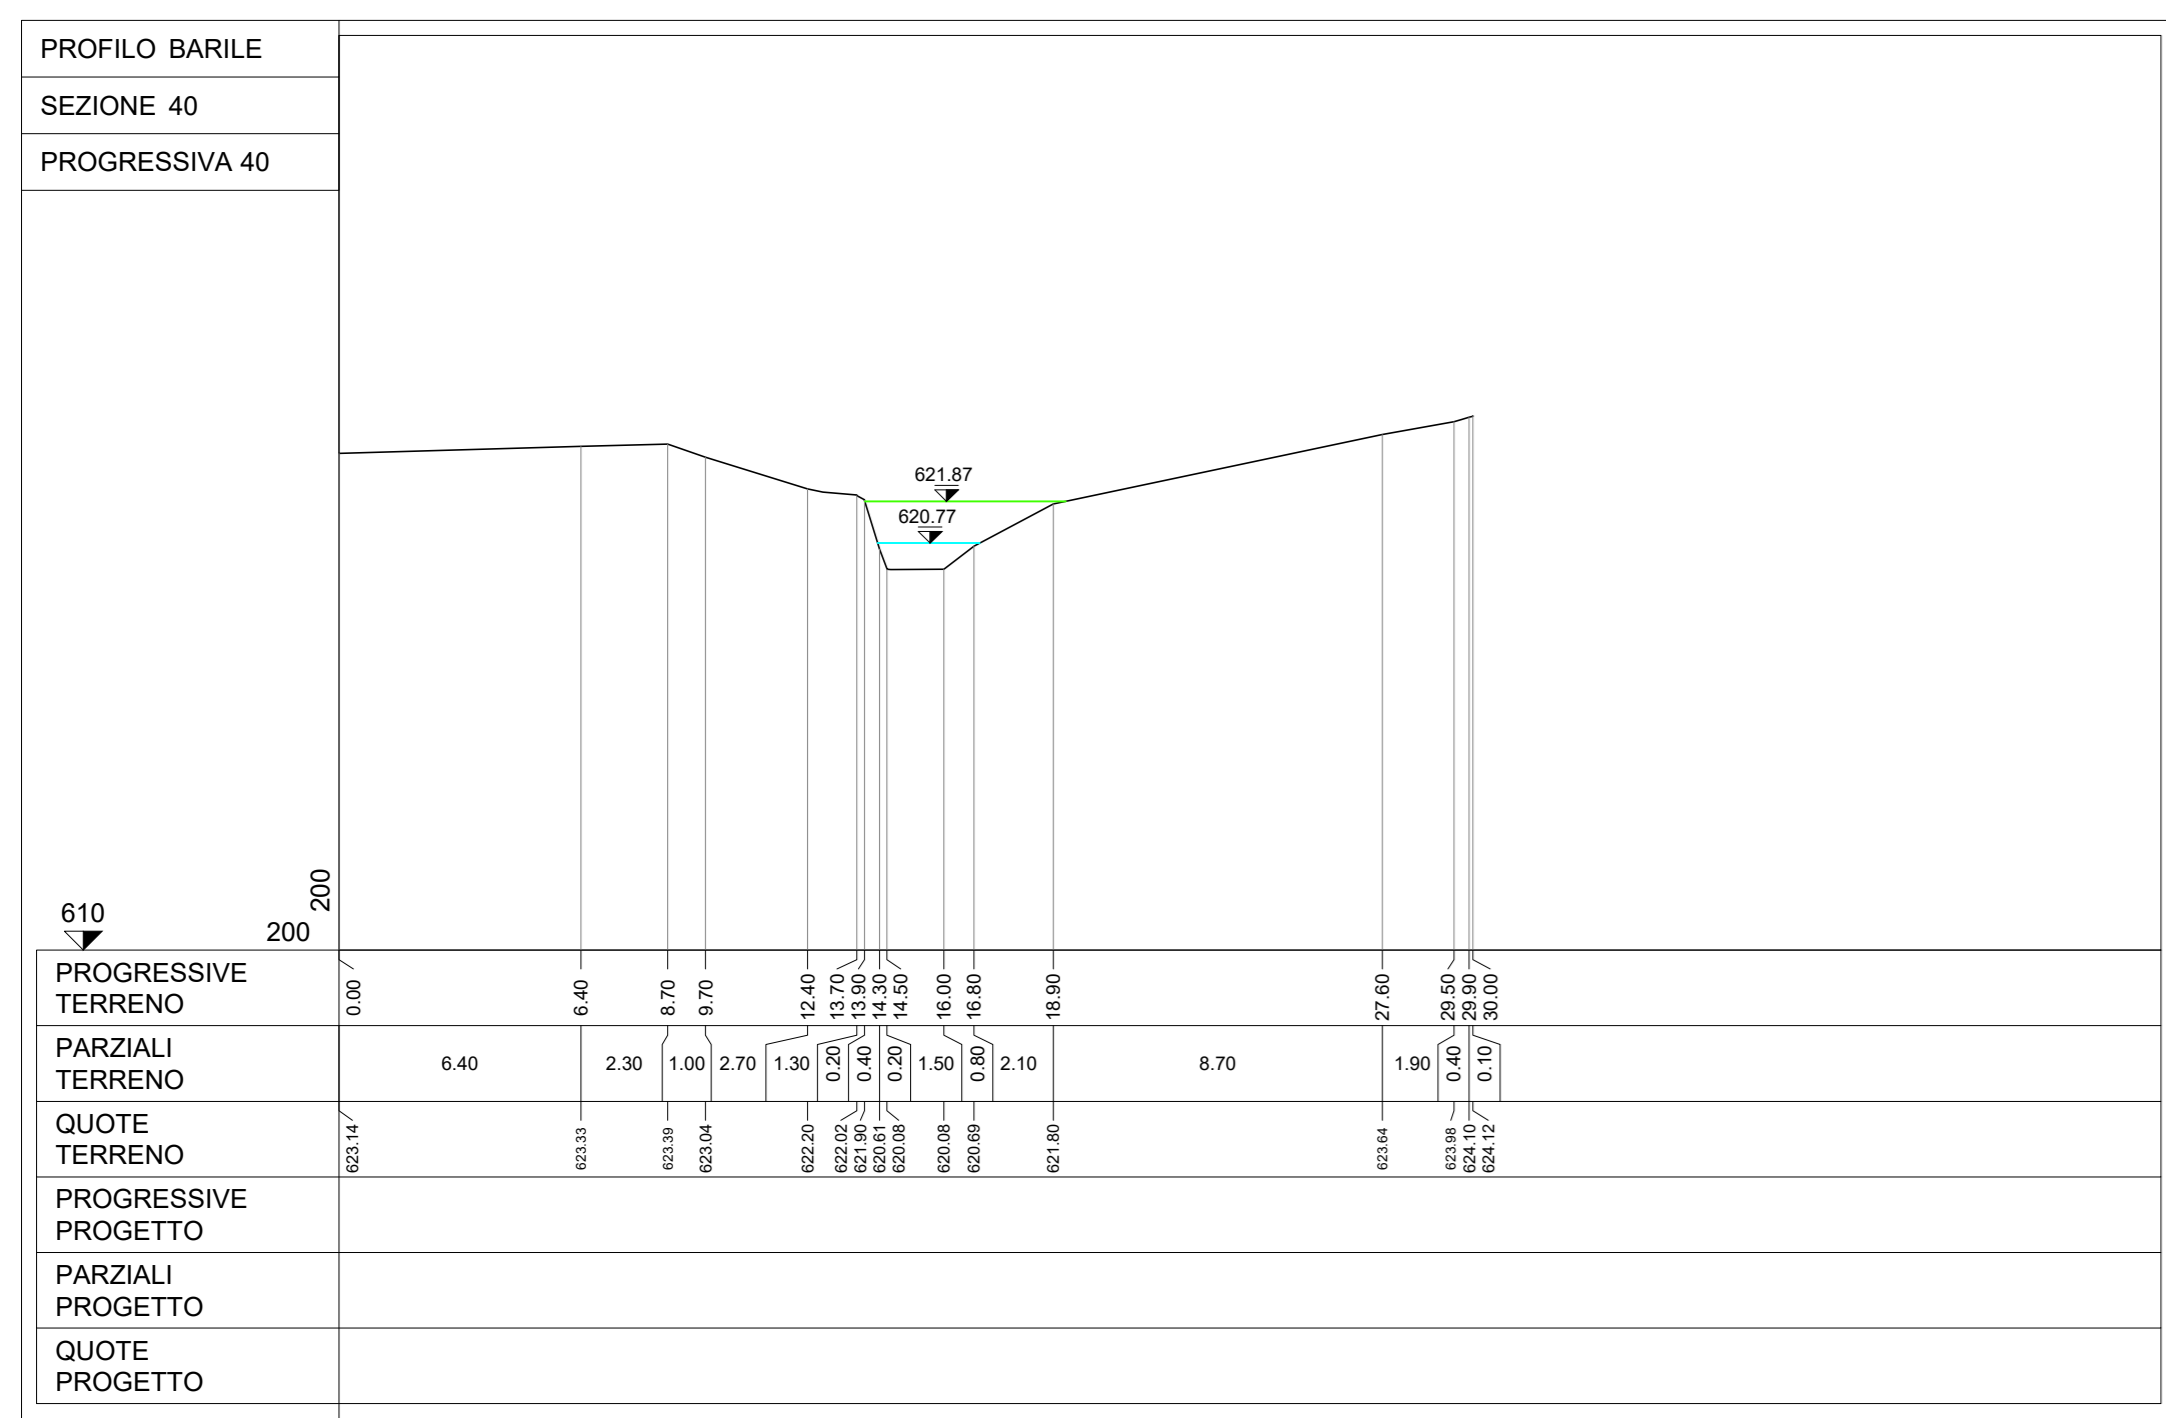 PROFILO BARILE
SEZIONE 40
PROGRESSIVA 40
621.87
620.77
200
610
200
PROGRESSIVE
TERRENO
0.00 6.40 8.70 9.70 12.40 13.70 13.90 14.30 14.50 16.00 16.80 18.90 27.60 29.50 29.90 30.00
PARZIALI
TERRENO
6.40 2.30 1.00 2.70 1.30 0.20 0.40 0.20 1.50 0.80 2.10 8.70 1.90 0.40 0.10
QUOTE
TERRENO
623.14 623.33 623.39 623.04 622.20 622.02 621.90 620.61 620.08 620.08 620.69 621.80 623.64 623.98 624.10 624.12
PROGRESSIVE
PROGETTO
PARZIALI
PROGETTO
QUOTE
PROGETTO